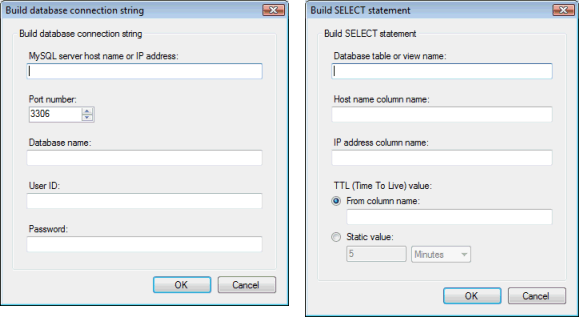 Build database connection string
Build database connection string
MySQL server host name or IP address:
Port number:
3306
Database name:
User ID:
Password:
OK Cancel
Build SELECT statement
Build SELECT statement
Database table or view name:
Host name column name:
IP address column name:
TTL (Time To Live) value:
From column name:
Static value:
5 Minutes
OK Cancel